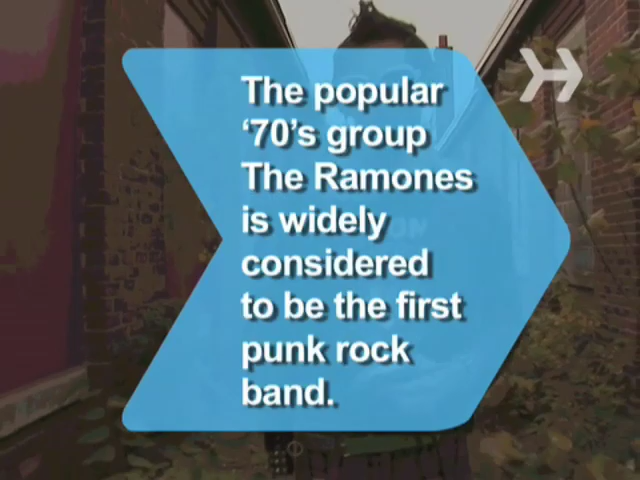 The popular
‘70’s group
The Ramones
is widely
considered
to be the first
punk rock
band.